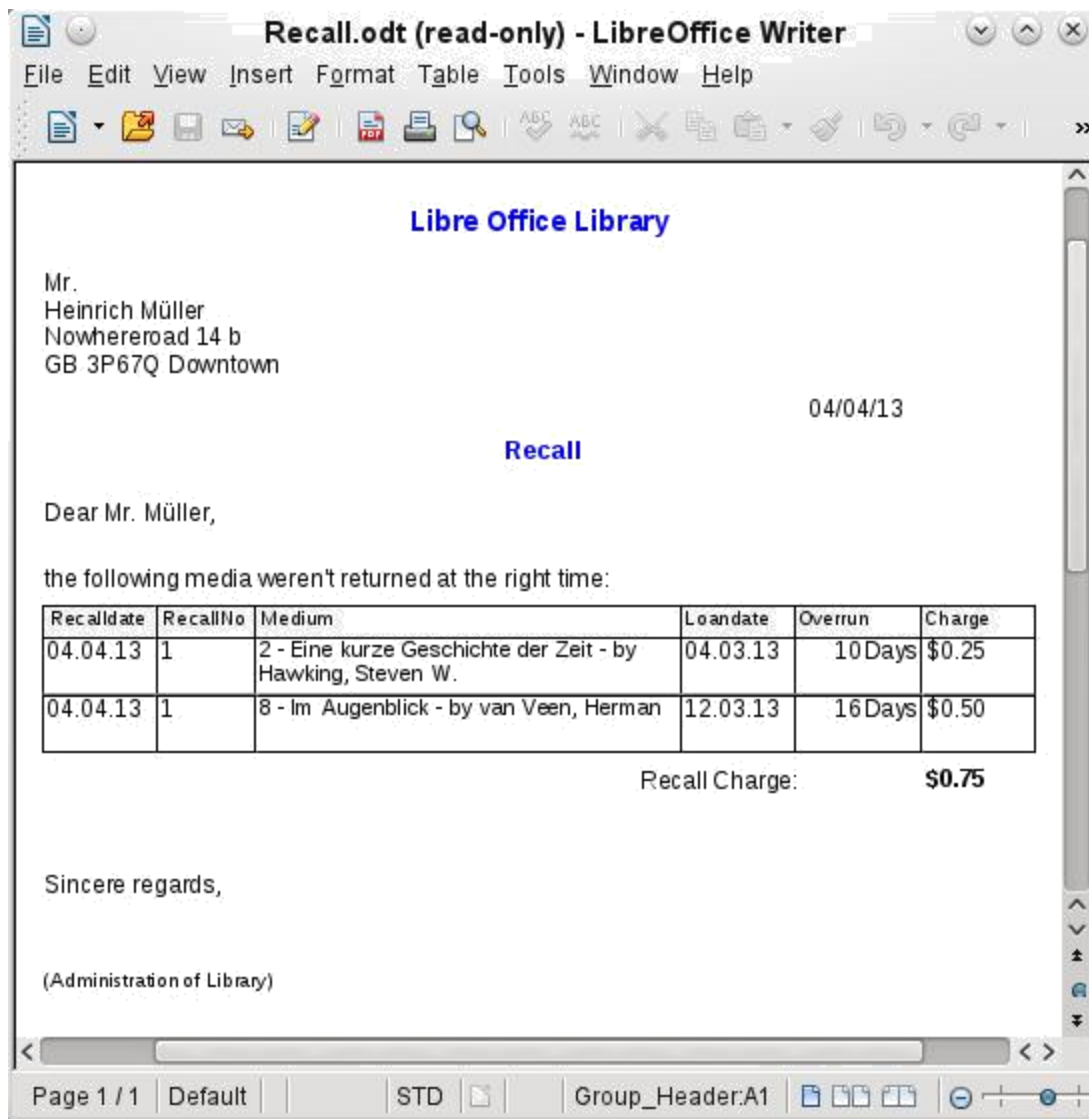 Recall.odt (read-only) - LibreOffice Writer
File Edit View Insert Format Table Tools Window Help
PDF ABC ABC
Libre Office Library
Mr.
Heinrich Müller
Nowhereroad 14 b
GB 3P67Q Downtown
04/04/13
Recall
Dear Mr. Müller,
the following media weren't returned at the right time:
Recalldate RecallNo Medium Loandate Overrun Charge
04.04.13 1 2 - Eine kurze Geschichte der Zeit - by 04.03.13 10 Days $0.25
Hawking, Steven W.
04.04.13 1 8 - Im Augenblick - by van Veen, Herman 12.03.13 16 Days $0.50
Recall Charge: $0.75
Sincere regards,
(Administration of Library)
Page 1 / 1 Default STD Group_Header:A1